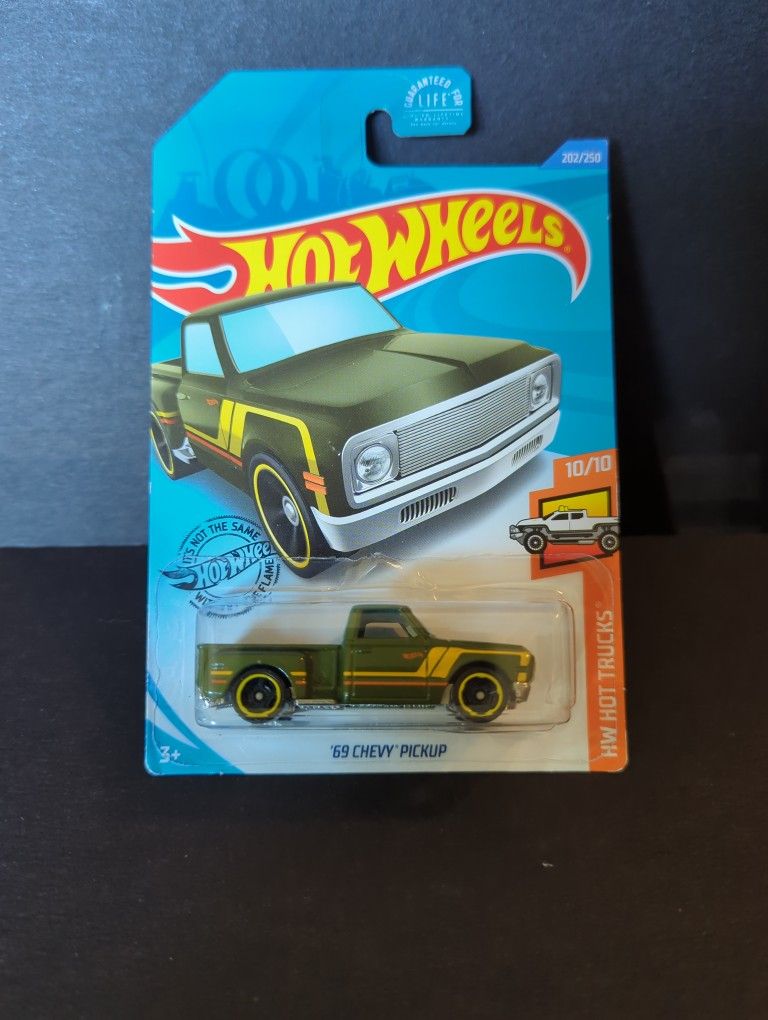 GUARANTEED FOR
LIFE
202/250
HOT WHEELS®
10/10
IT'S NOT THE SAME
HOT WHEELS
HW HOT TRUCKS®
'69 CHEVY® PICKUP
3+